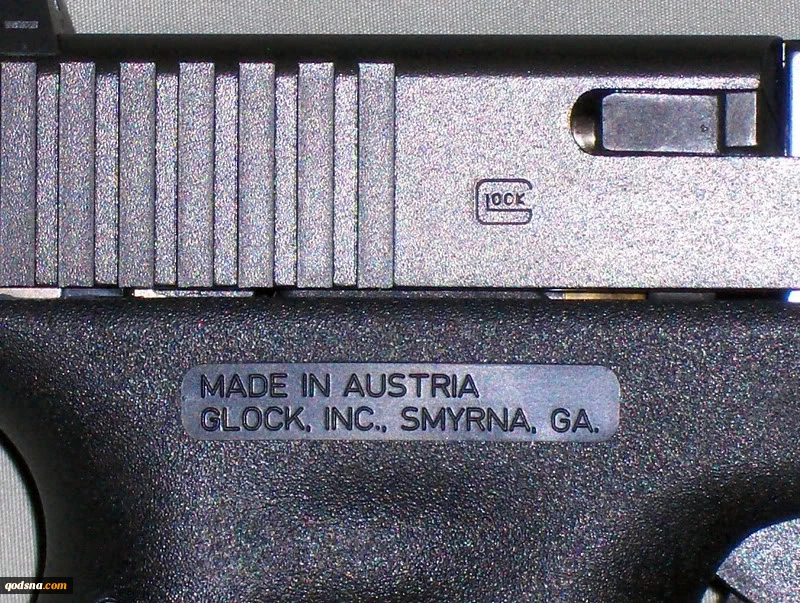 GLOCK
MADE IN AUSTRIA
GLOCK, INC., SMYRNA, GA.
qodsna.com